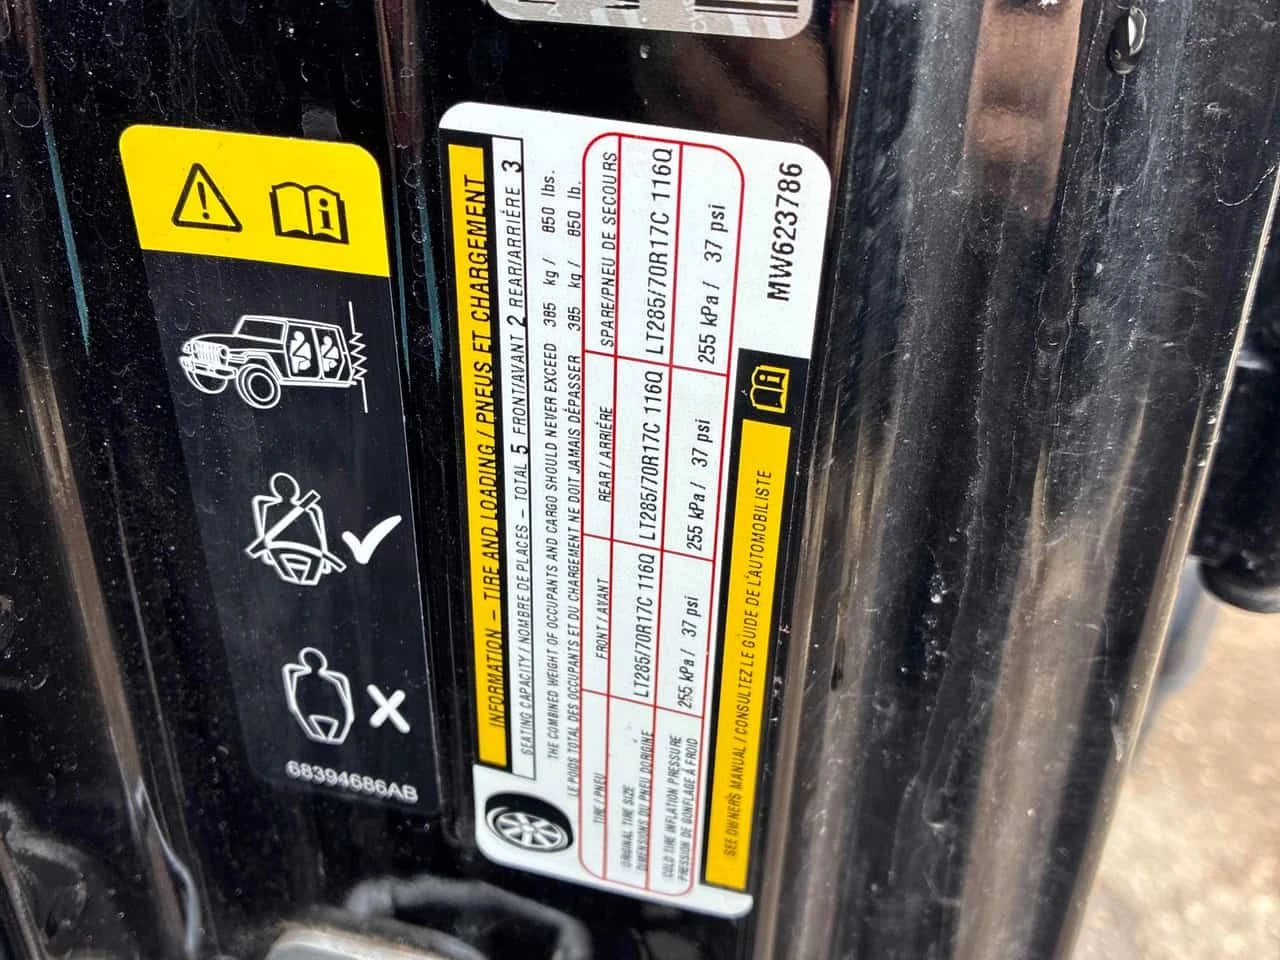 68394686AB
INFORMATION – TIRE AND LOADING / PNEUS ET CHARGEMENT
SEATING CAPACITY / NOMBRE DE PLACES – TOTAL 5 FRONT/AVANT 2 REAR/ARRIÈRE 3
THE COMBINED WEIGHT OF OCCUPANTS AND CARGO SHOULD NEVER EXCEED 385 kg / 850 lbs.
LE POIDS TOTAL DES OCCUPANTS ET DU CHARGEMENT NE DOIT JAMAIS DÉPASSER 385 kg / 850 lb.
TIRE / PNEU FRONT / AVANT REAR / ARRIÈRE SPARE/PNEU DE SECOURS
ORIGINAL TIRE SIZE
DIMENSIONS DU PNEU DORIGINE
LT285/70R17C 116Q LT285/70R17C 116Q LT285/70R17C 116Q
COLD TIRE INFLATION PRESSURE
PRESSION DE GONFLAGE À FROID
255 kPa / 37 psi 255 kPa / 37 psi 255 kPa / 37 psi
SEE OWNERS MANUAL / CONSULTEZ LE GUIDE DE L'AUTOMOBILISTE
MW623786